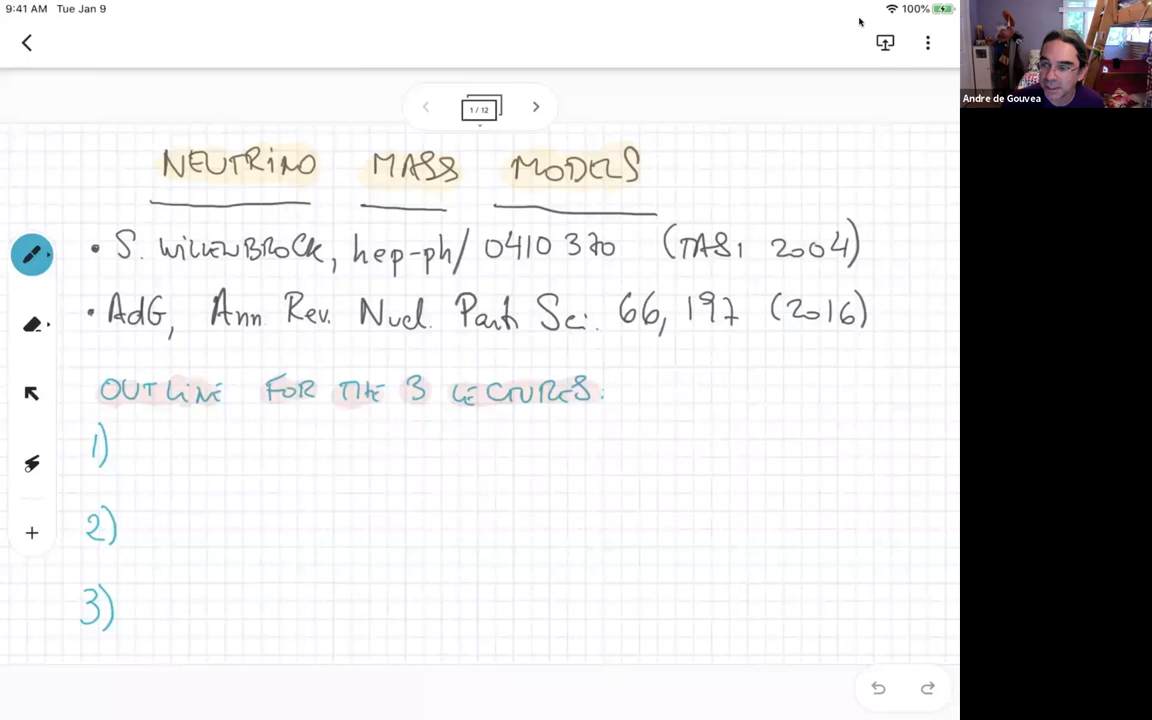 9:41 AM Tue Jan 9
100%
Andre de Gouvea
1 / 12
NEUTRINO MASS MODELS
• S. WILLENBROCK, hep-ph/0410370 (TASI 2004)
• AdG, Ann. Rev. Nucl. Part. Sci. 66, 197 (2016)
OUTLINE FOR THE 3 LECTURES:
1)
2)
3)